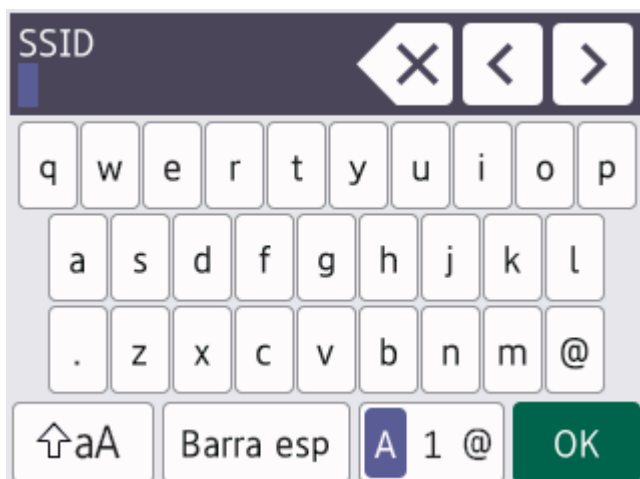 SSID
q w e r t y u i o p
a s d f g h j k l
. z x c v b n m @
aA Barra esp A 1 @ OK